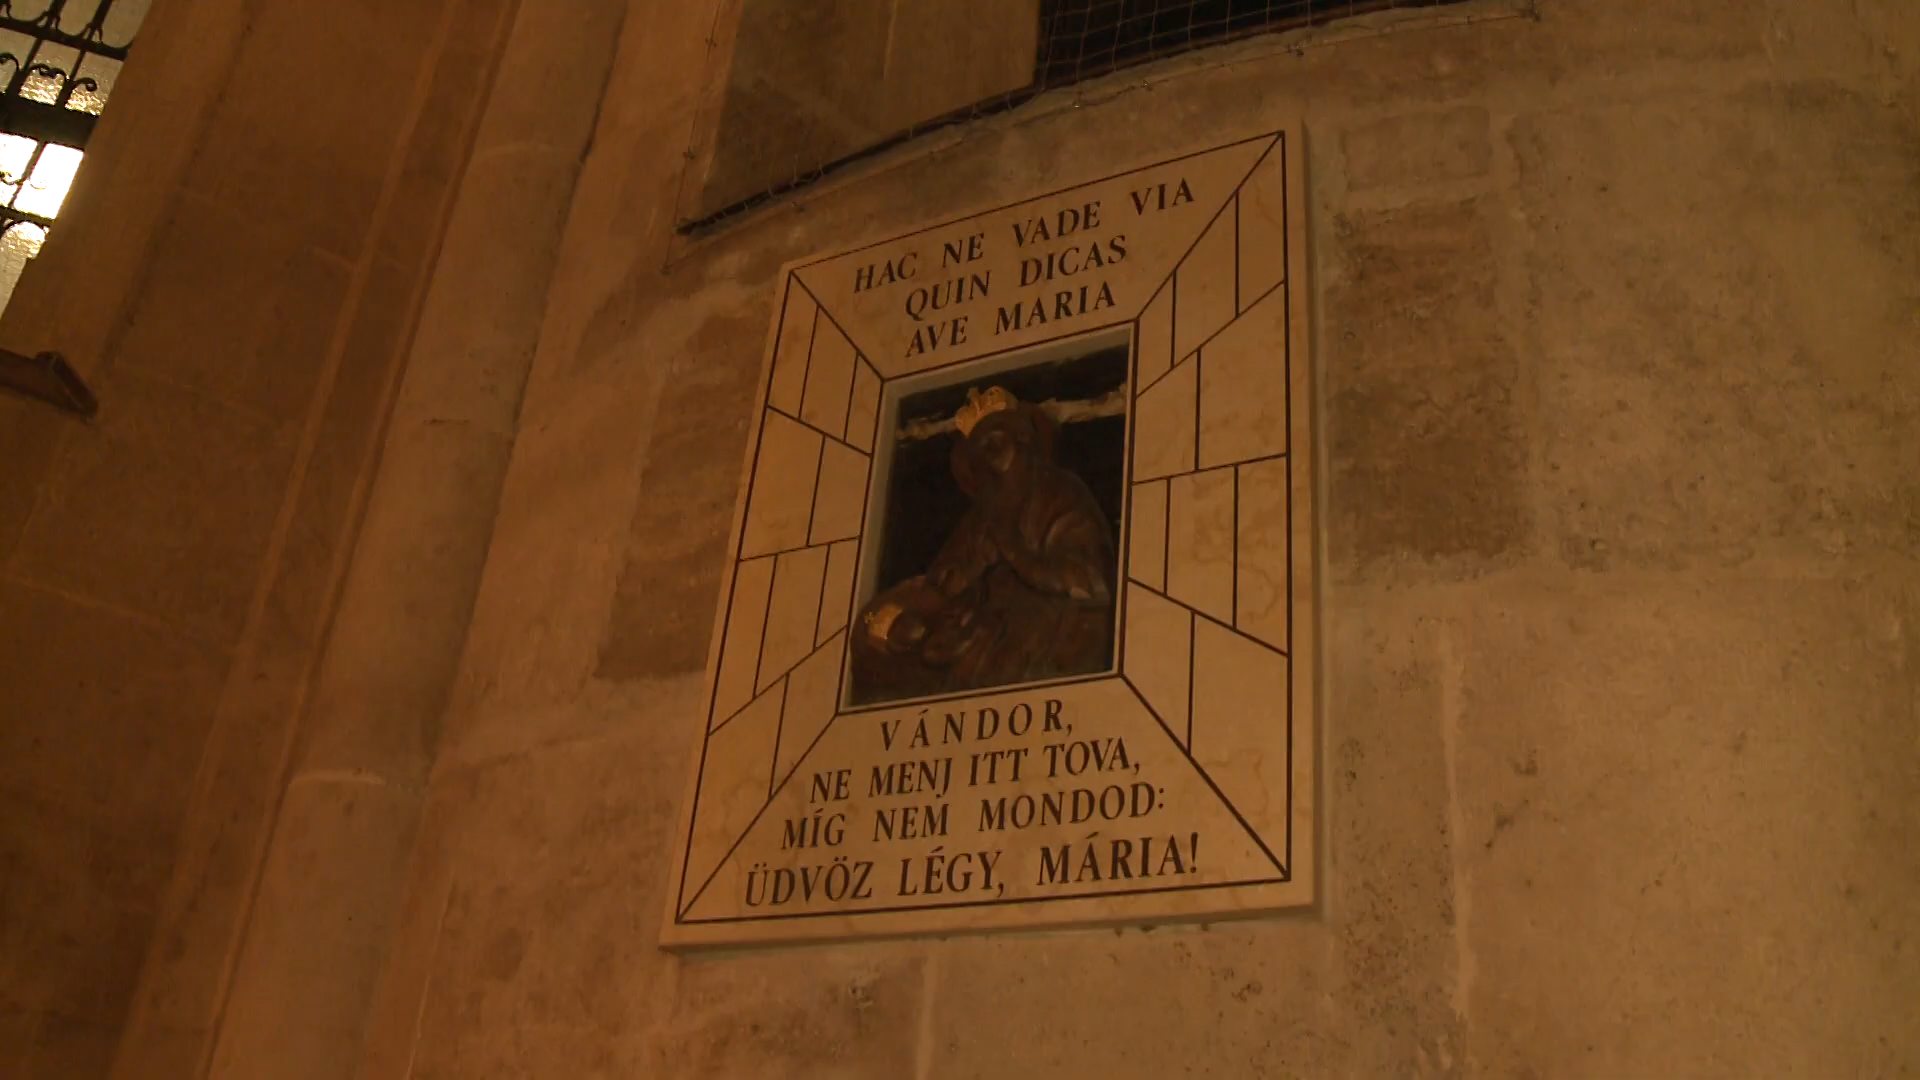 HAC NE VADE VIA
QUIN DICAS
AVE MARIA
VÁNDOR,
NE MENJ ITT TOVA,
MÍG NEM MONDOD:
ÜDVÖZ LÉGY, MÁRIA!